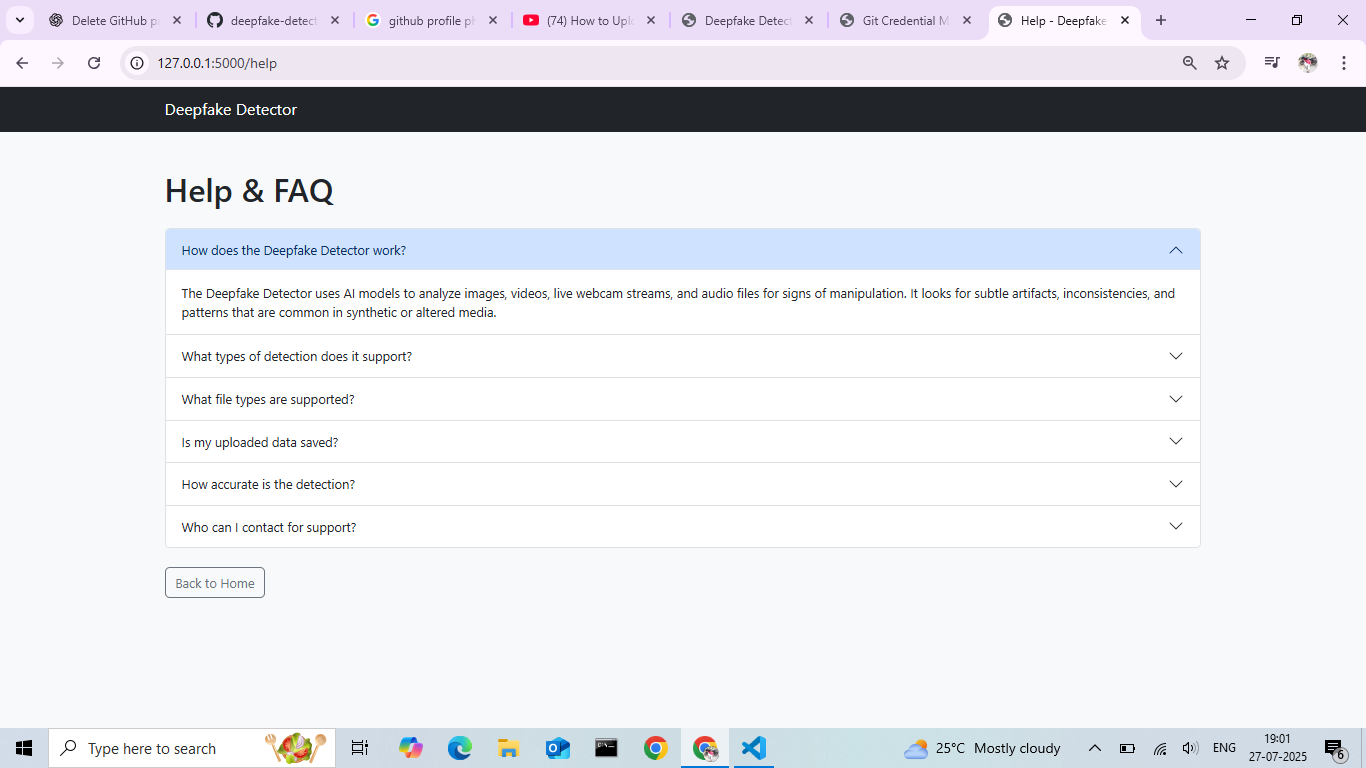 Delete GitHub pa
deepfake-detect
github profile ph
(74) How to Uplo
Deepfake Detect
Git Credential M
Help - Deepfake
127.0.0.1:5000/help
Deepfake Detector
Help & FAQ
How does the Deepfake Detector work?
The Deepfake Detector uses AI models to analyze images, videos, live webcam streams, and audio files for signs of manipulation. It looks for subtle artifacts, inconsistencies, and
patterns that are common in synthetic or altered media.
What types of detection does it support?
What file types are supported?
Is my uploaded data saved?
How accurate is the detection?
Who can I contact for support?
Back to Home
Type here to search
25°C Mostly cloudy
ENG
19:01
27-07-2025
6